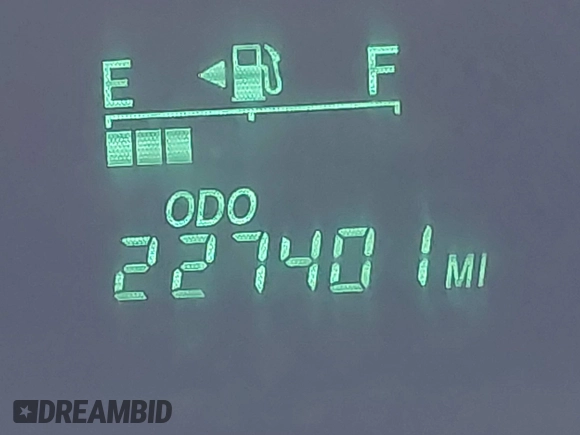 E F
ODO
227401 MI
DREAMBID